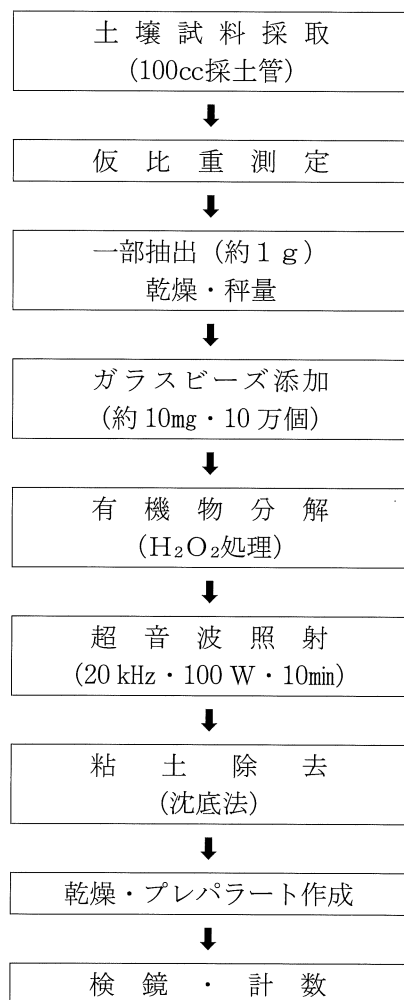 土壌試料採取
(100cc採土管)
仮比重測定
一部抽出（約1g）
乾燥・秤量
ガラスビーズ添加
(約10mg・10万個)
有機物分解
(H₂O₂処理)
超音波照射
(20kHz・100W・10min)
粘土除去
(沈底法)
乾燥・プレパラート作成
検鏡・計数